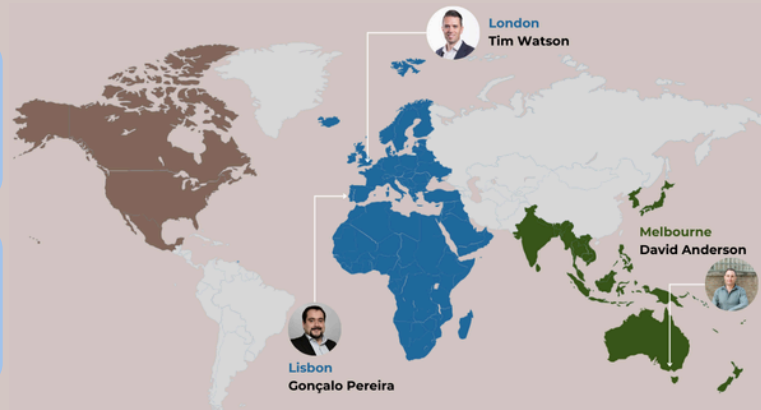 London
Tim Watson
Melbourne
David Anderson
Lisbon
Gonçalo Pereira